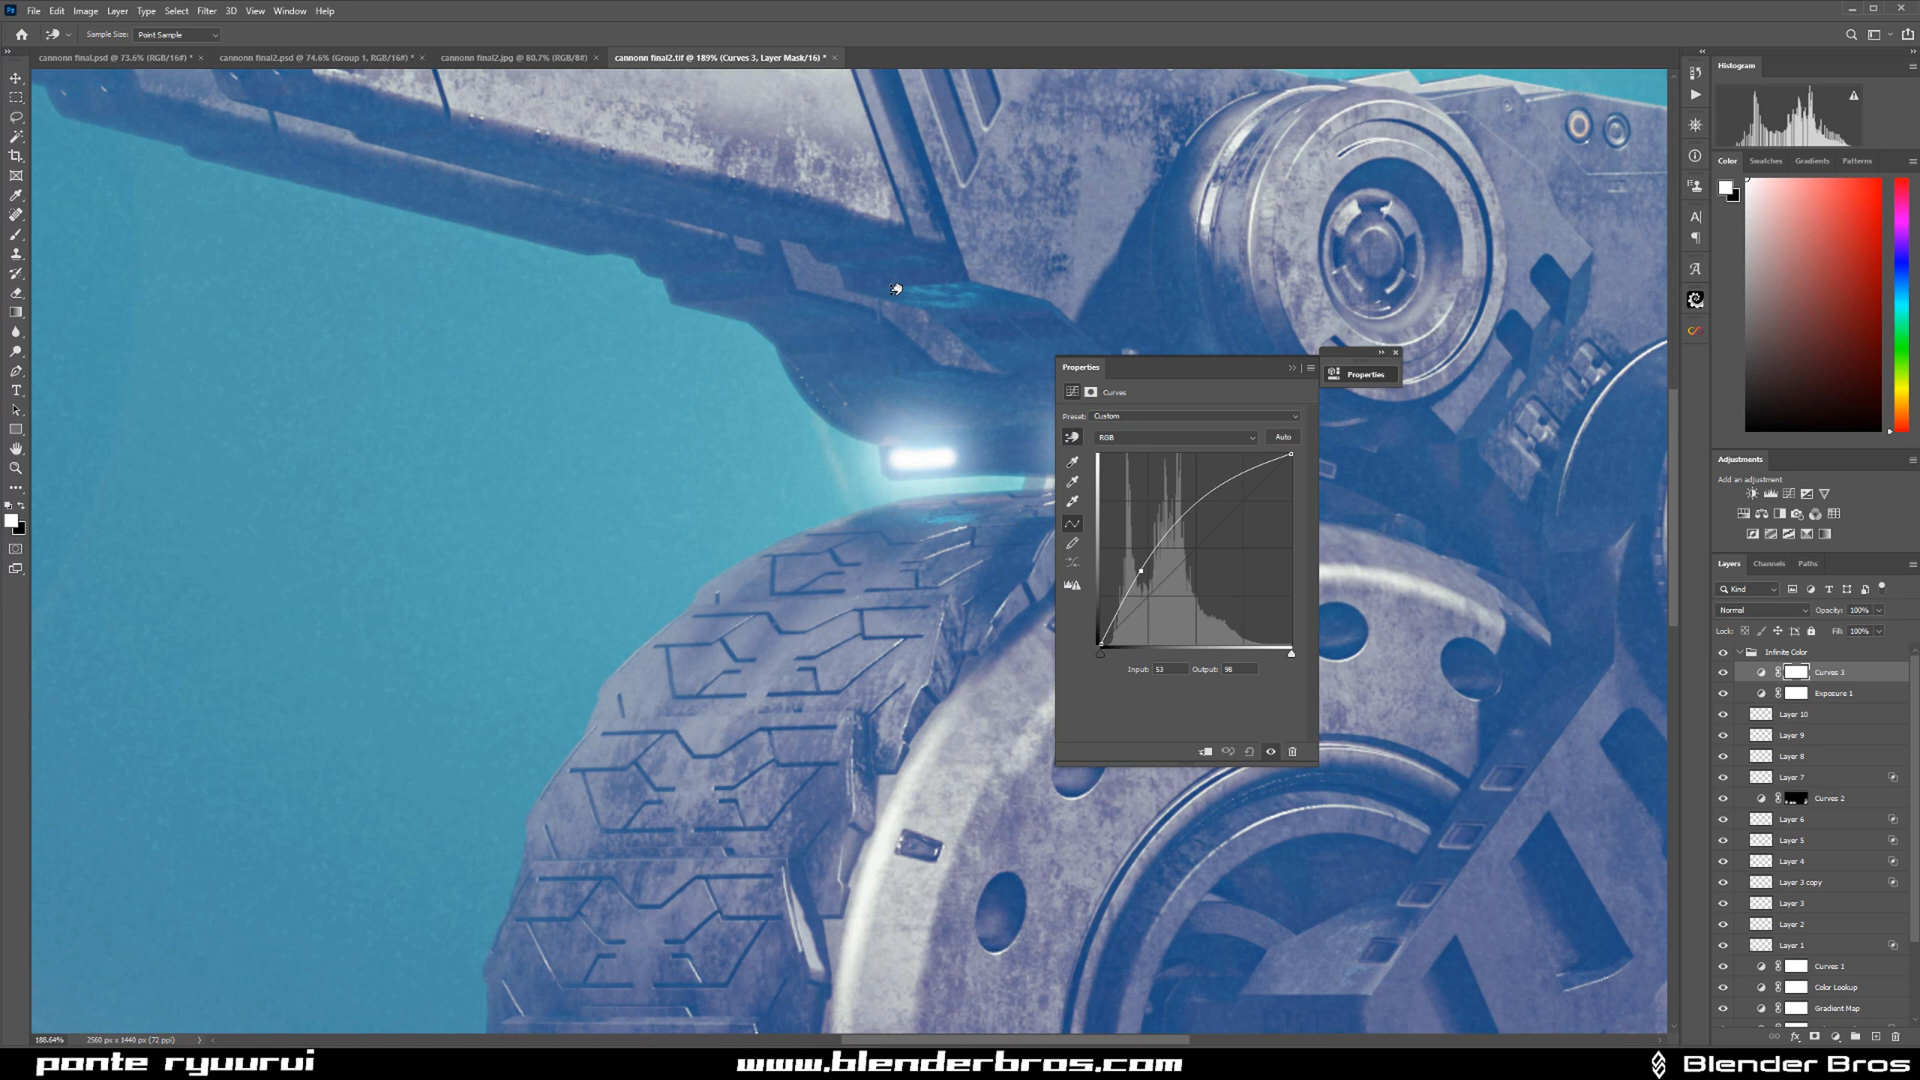 File Edit Image Layer Type Select Filter 3D View Window Help
Sample Size: Point Sample
cannonn final.psd @ 73.6% (RGB/16#) * ×
cannonn final2.psd @ 74.6% (Group 1, RGB/16#) * ×
cannonn final2.jpg @ 80.7% (RGB/8#) ×
cannonn final2.tif @ 189% (Curves 3, Layer Mask/16) * ×
Histogram
Color Swatches Gradients Patterns
Properties
Properties
Curves
Preset: Custom
RGB Auto
Input: 53 Output: 98
Adjustments
Add an adjustment
Layers Channels Paths
Kind
Normal Opacity: 100%
Lock: Fill: 100%
Infinite Color
Curves 3
Exposure 1
Layer 10
Layer 9
Layer 8
Layer 7
Curves 2
Layer 6
Layer 5
Layer 4
Layer 3 copy
Layer 3
Layer 2
Layer 1
Curves 1
Color Lookup
Gradient Map
188.64% 2560 px x 1440 px (72 ppi)
ponte ryuurui
www.blenderbros.com
Blender Bros